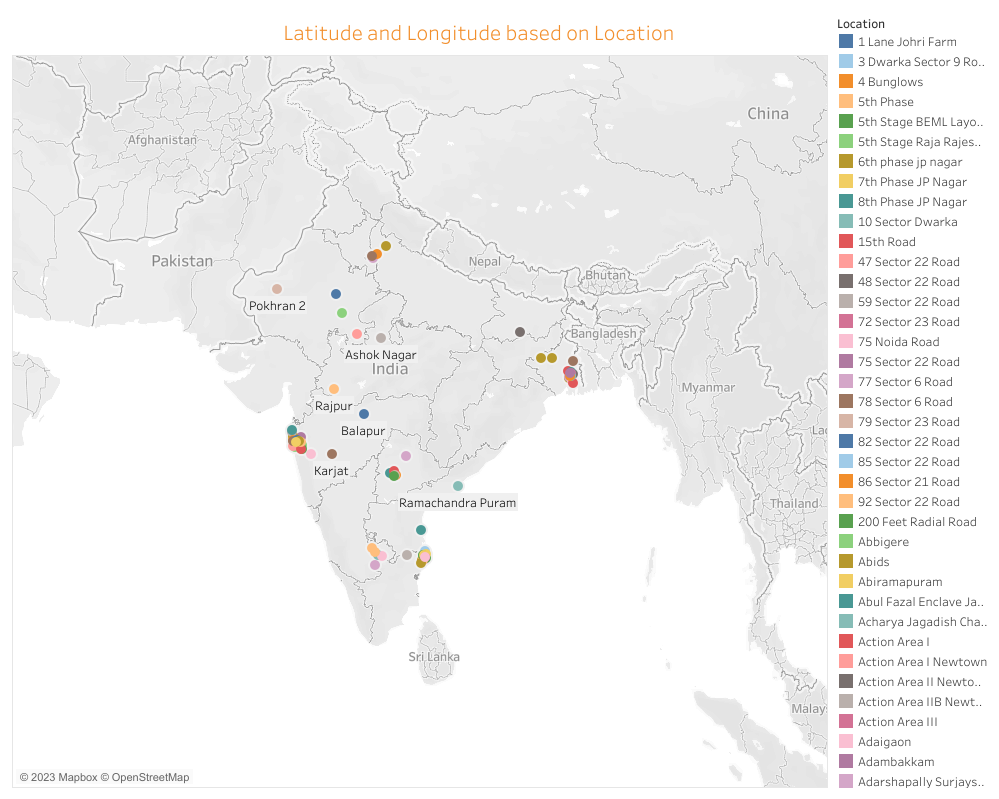 Latitude and Longitude based on Location
Location
1 Lane Johri Farm
3 Dwarka Sector 9 Ro..
4 Bunglows
5th Phase
5th Stage BEML Layo..
5th Stage Raja Rajes..
6th phase jp nagar
7th Phase JP Nagar
8th Phase JP Nagar
10 Sector Dwarka
15th Road
47 Sector 22 Road
48 Sector 22 Road
59 Sector 22 Road
72 Sector 23 Road
75 Noida Road
75 Sector 22 Road
77 Sector 6 Road
78 Sector 6 Road
79 Sector 23 Road
82 Sector 22 Road
85 Sector 22 Road
86 Sector 21 Road
92 Sector 22 Road
200 Feet Radial Road
Abbigere
Abids
Abiramapuram
Abul Fazal Enclave Ja..
Acharya Jagadish Cha..
Action Area I
Action Area I Newtown
Action Area II Newto..
Action Area IIB Newt..
Action Area III
Adaigaon
Adambakkam
Adarshapally Surjays..
China
Afghanistan
Pakistan
Nepal
Bhutan
Pokhran 2
Bangladesh
Ashok Nagar
India
Myanmar
Rajpur
Balapur
Karjat
Ramachandra Puram
Thailand
Sri Lanka
Malay
© 2023 Mapbox © OpenStreetMap